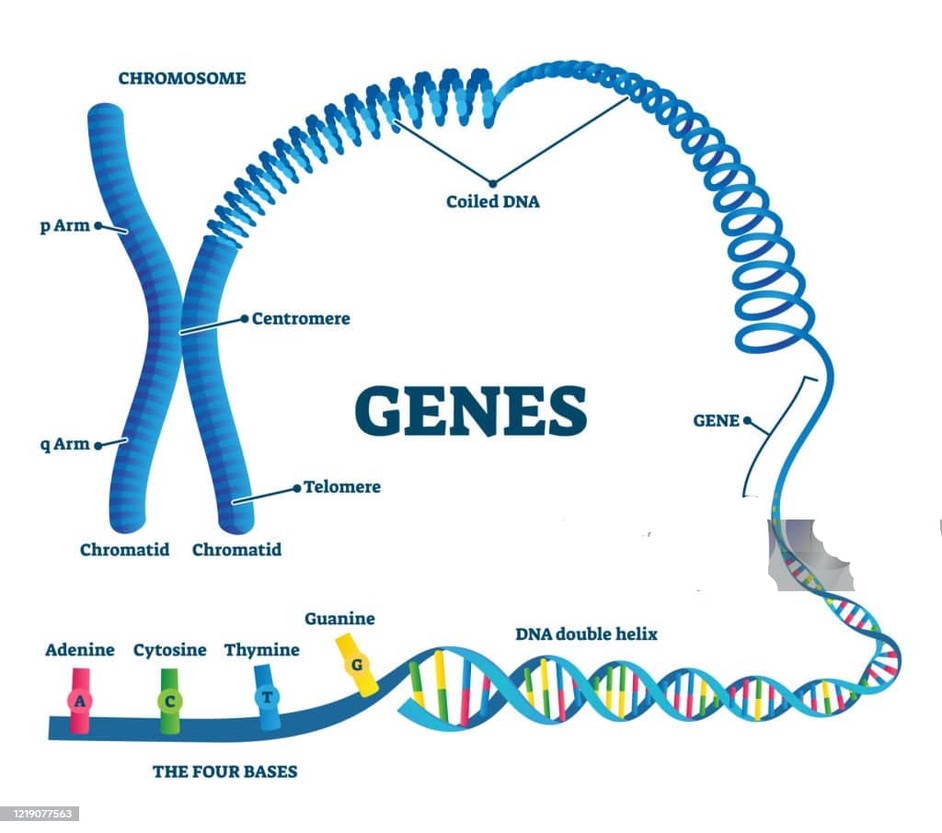 CHROMOSOME
p Arm
Coiled DNA
Centromere
GENES
GENE
q Arm
Telomere
Chromatid Chromatid
Guanine
DNA double helix
Adenine Cytosine Thymine
G
A C T
THE FOUR BASES
1219077563